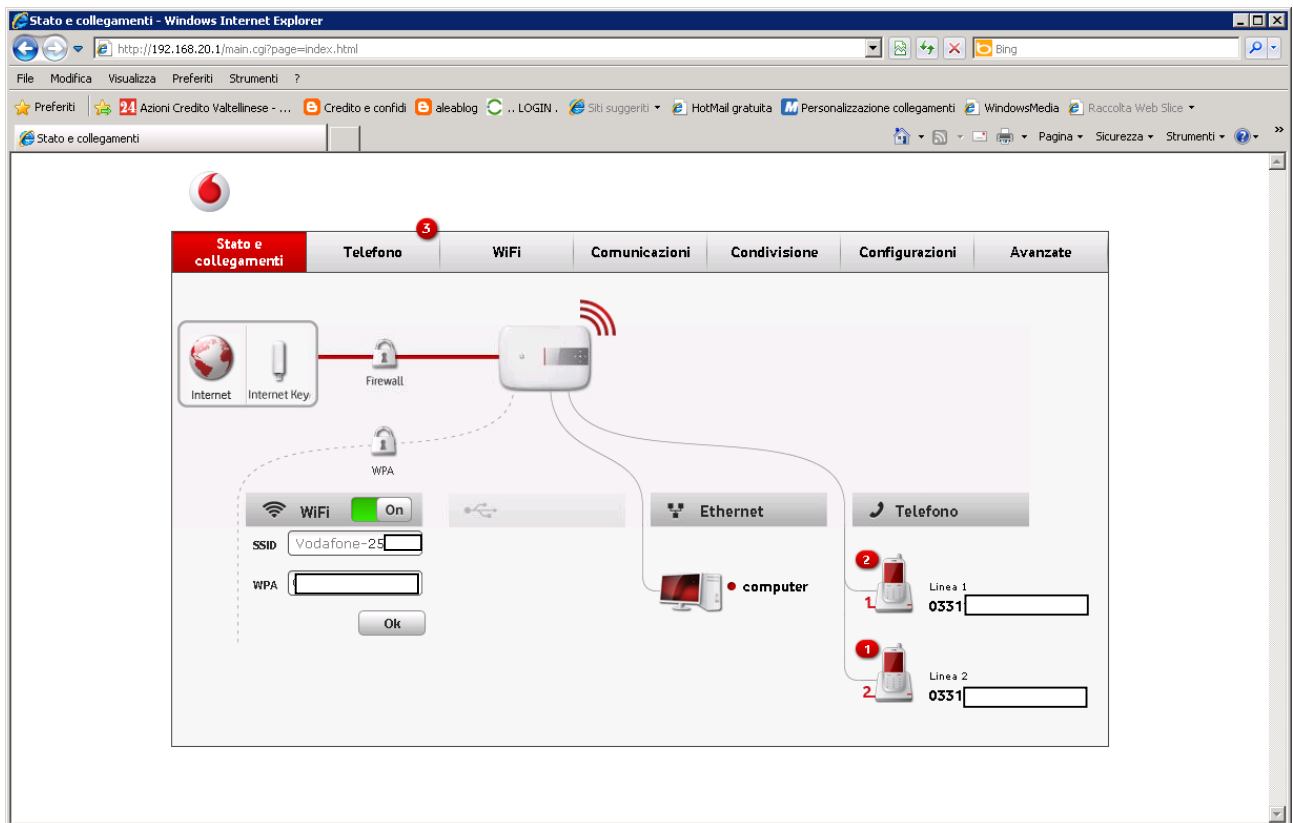 Stato e collegamenti - Windows Internet Explorer
http://192.168.20.1/main.cgi?page=index.html
Bing
File Modifica Visualizza Preferiti Strumenti ?
Preferiti 24 Azioni Credito Valtellinese - ... Credito e confidi aleablog .. LOGIN . Siti suggeriti HotMail gratuita Personalizzazione collegamenti WindowsMedia Raccolta Web Slice
Stato e collegamenti
Pagina Sicurezza Strumenti
3
Stato e collegamenti
Telefono
WiFi
Comunicazioni
Condivisione
Configurazioni
Avanzate
Internet
Internet Key
Firewall
WPA
WiFi On
Ethernet
Telefono
SSID Vodafone-25
WPA
Ok
computer
2
1
Linea 1
0331
1
2
Linea 2
0331